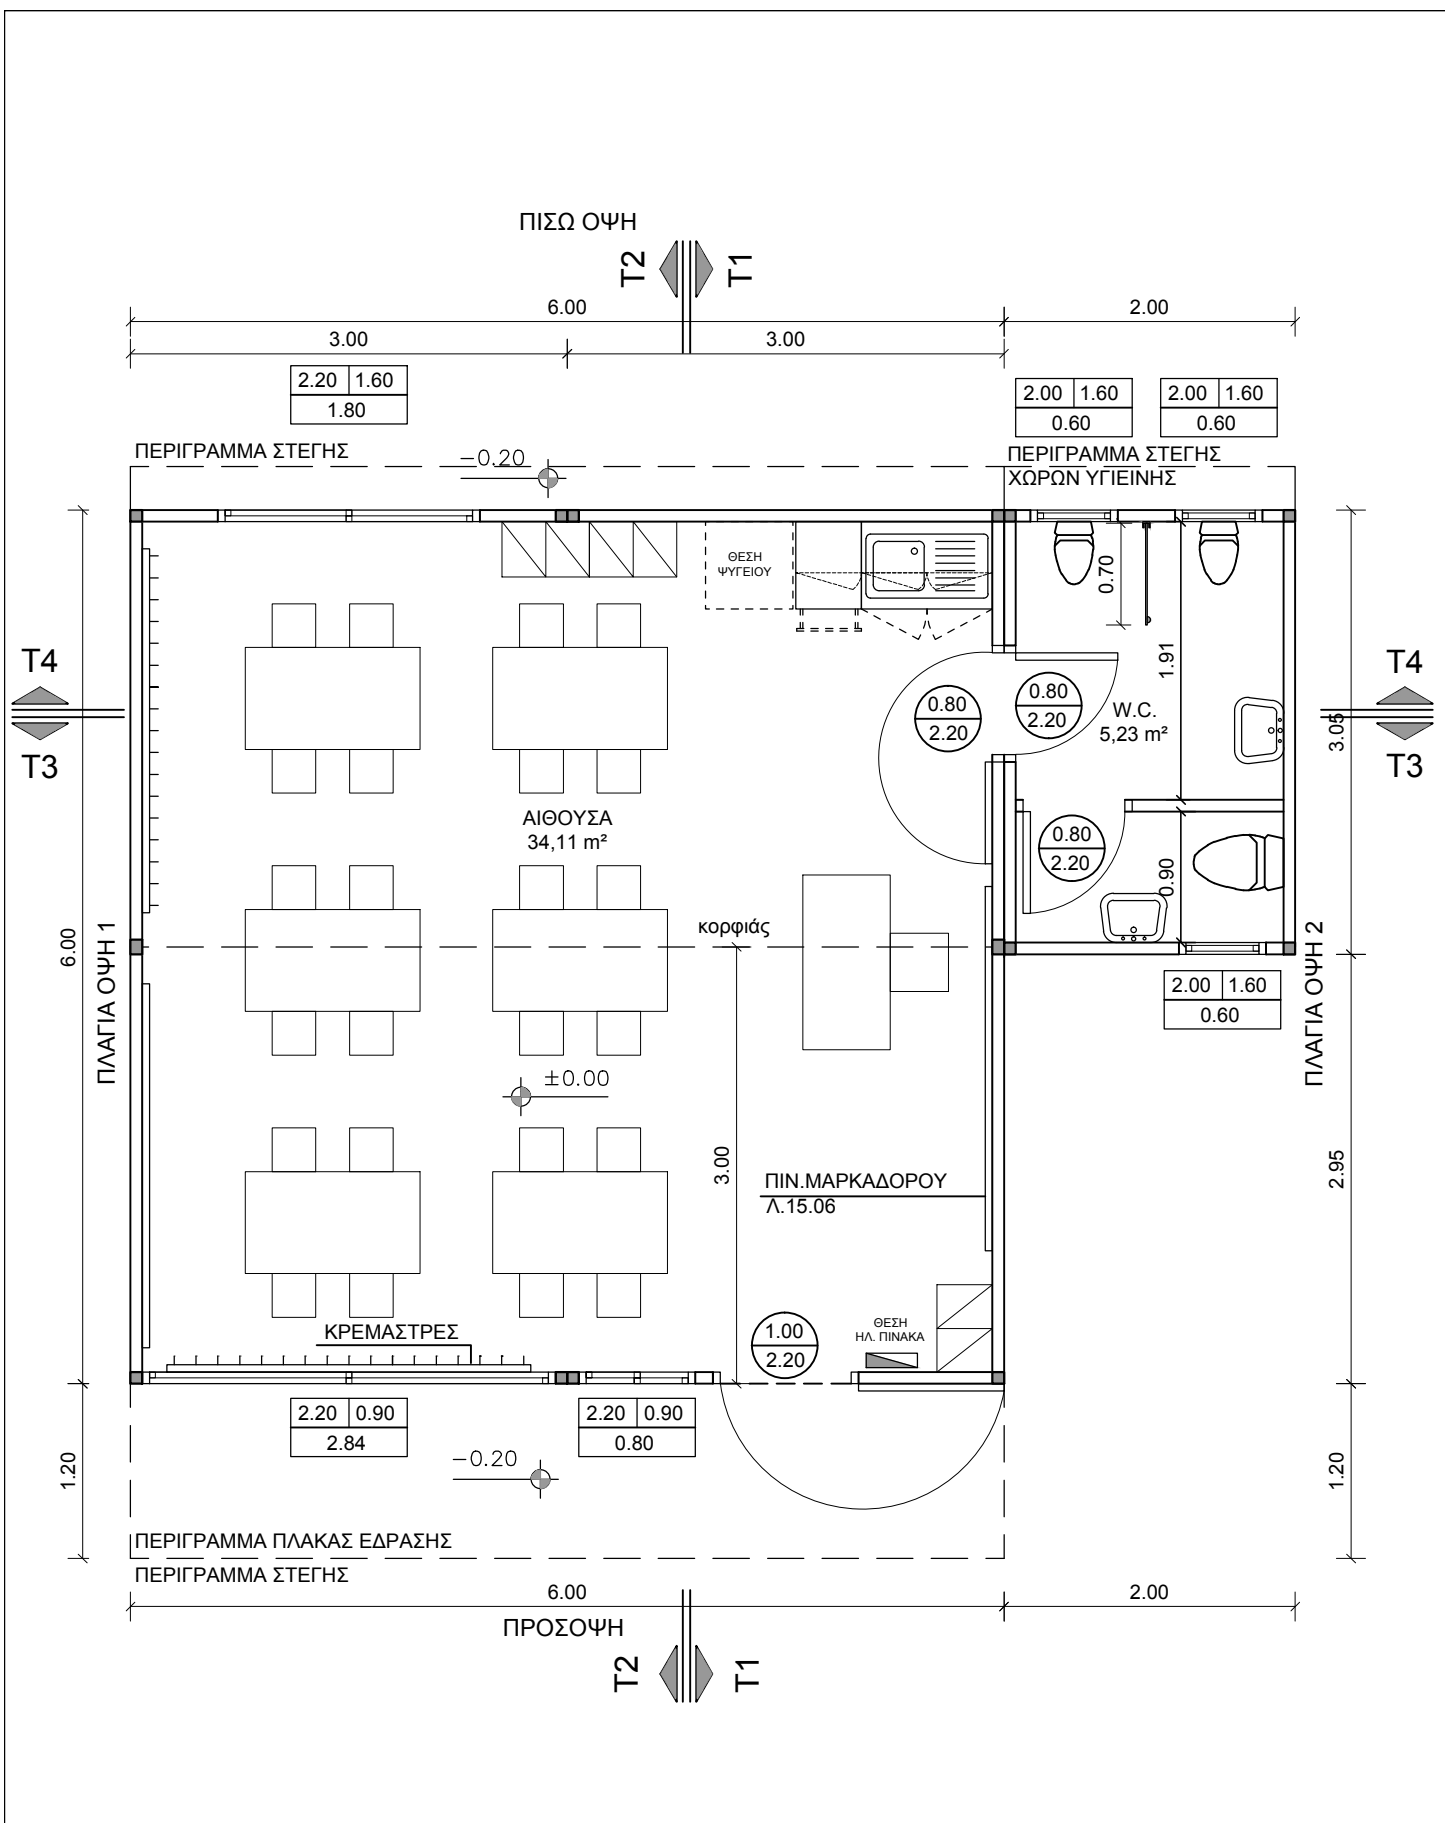 ΠΙΣΩ ΟΨΗ
T2
T1
6.00
2.00
3.00
3.00
2.20 1.60
1.80
2.00 1.60
0.60
2.00 1.60
0.60
ΠΕΡΙΓΡΑΜΜΑ ΣΤΕΓΗΣ
−0.20
ΠΕΡΙΓΡΑΜΜΑ ΣΤΕΓΗΣ
ΧΩΡΩΝ ΥΓΙΕΙΝΗΣ
ΘΕΣΗ
ΨΥΓΕΙΟΥ
0.70
1.91
T4
T3
T4
T3
3.05
0.80
2.20
0.80
2.20
W.C.
5,23 m²
ΑΙΘΟΥΣΑ
34,11 m²
0.80
2.20
0.90
κορφιάς
6.00
ΠΛΑΓΙΑ ΟΨΗ 1
ΠΛΑΓΙΑ ΟΨΗ 2
2.00 1.60
0.60
±0.00
3.00
2.95
ΠΙΝ.ΜΑΡΚΑΔΟΡΟΥ
Λ.15.06
ΚΡΕΜΑΣΤΡΕΣ
1.00
2.20
ΘΕΣΗ
ΗΛ. ΠΙΝΑΚΑ
2.20 0.90
2.84
2.20 0.90
0.80
−0.20
1.20
1.20
ΠΕΡΙΓΡΑΜΜΑ ΠΛΑΚΑΣ ΕΔΡΑΣΗΣ
ΠΕΡΙΓΡΑΜΜΑ ΣΤΕΓΗΣ
6.00
2.00
ΠΡΟΣΟΨΗ
T2
T1